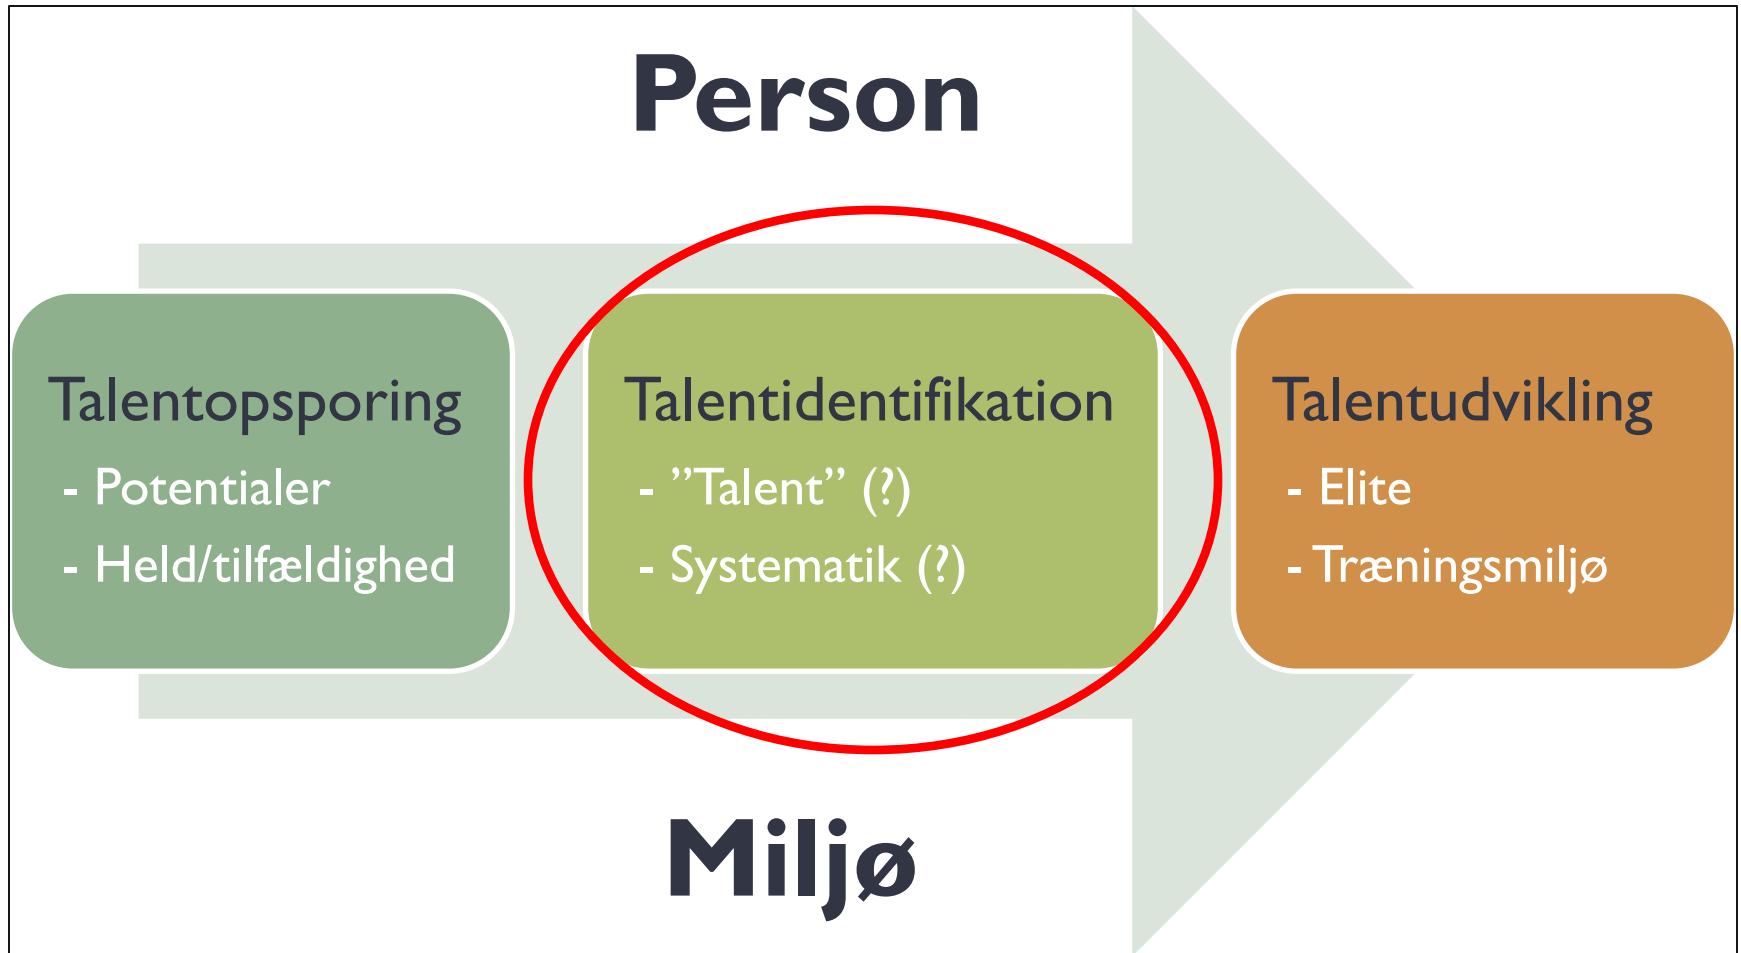 Person
Talentopsporing
- Potentialer
- Held/tilfældighed
Talentidentifikation
- ”Talent” (?)
- Systematik (?)
Talentudvikling
- Elite
- Træningsmiljø
Miljø